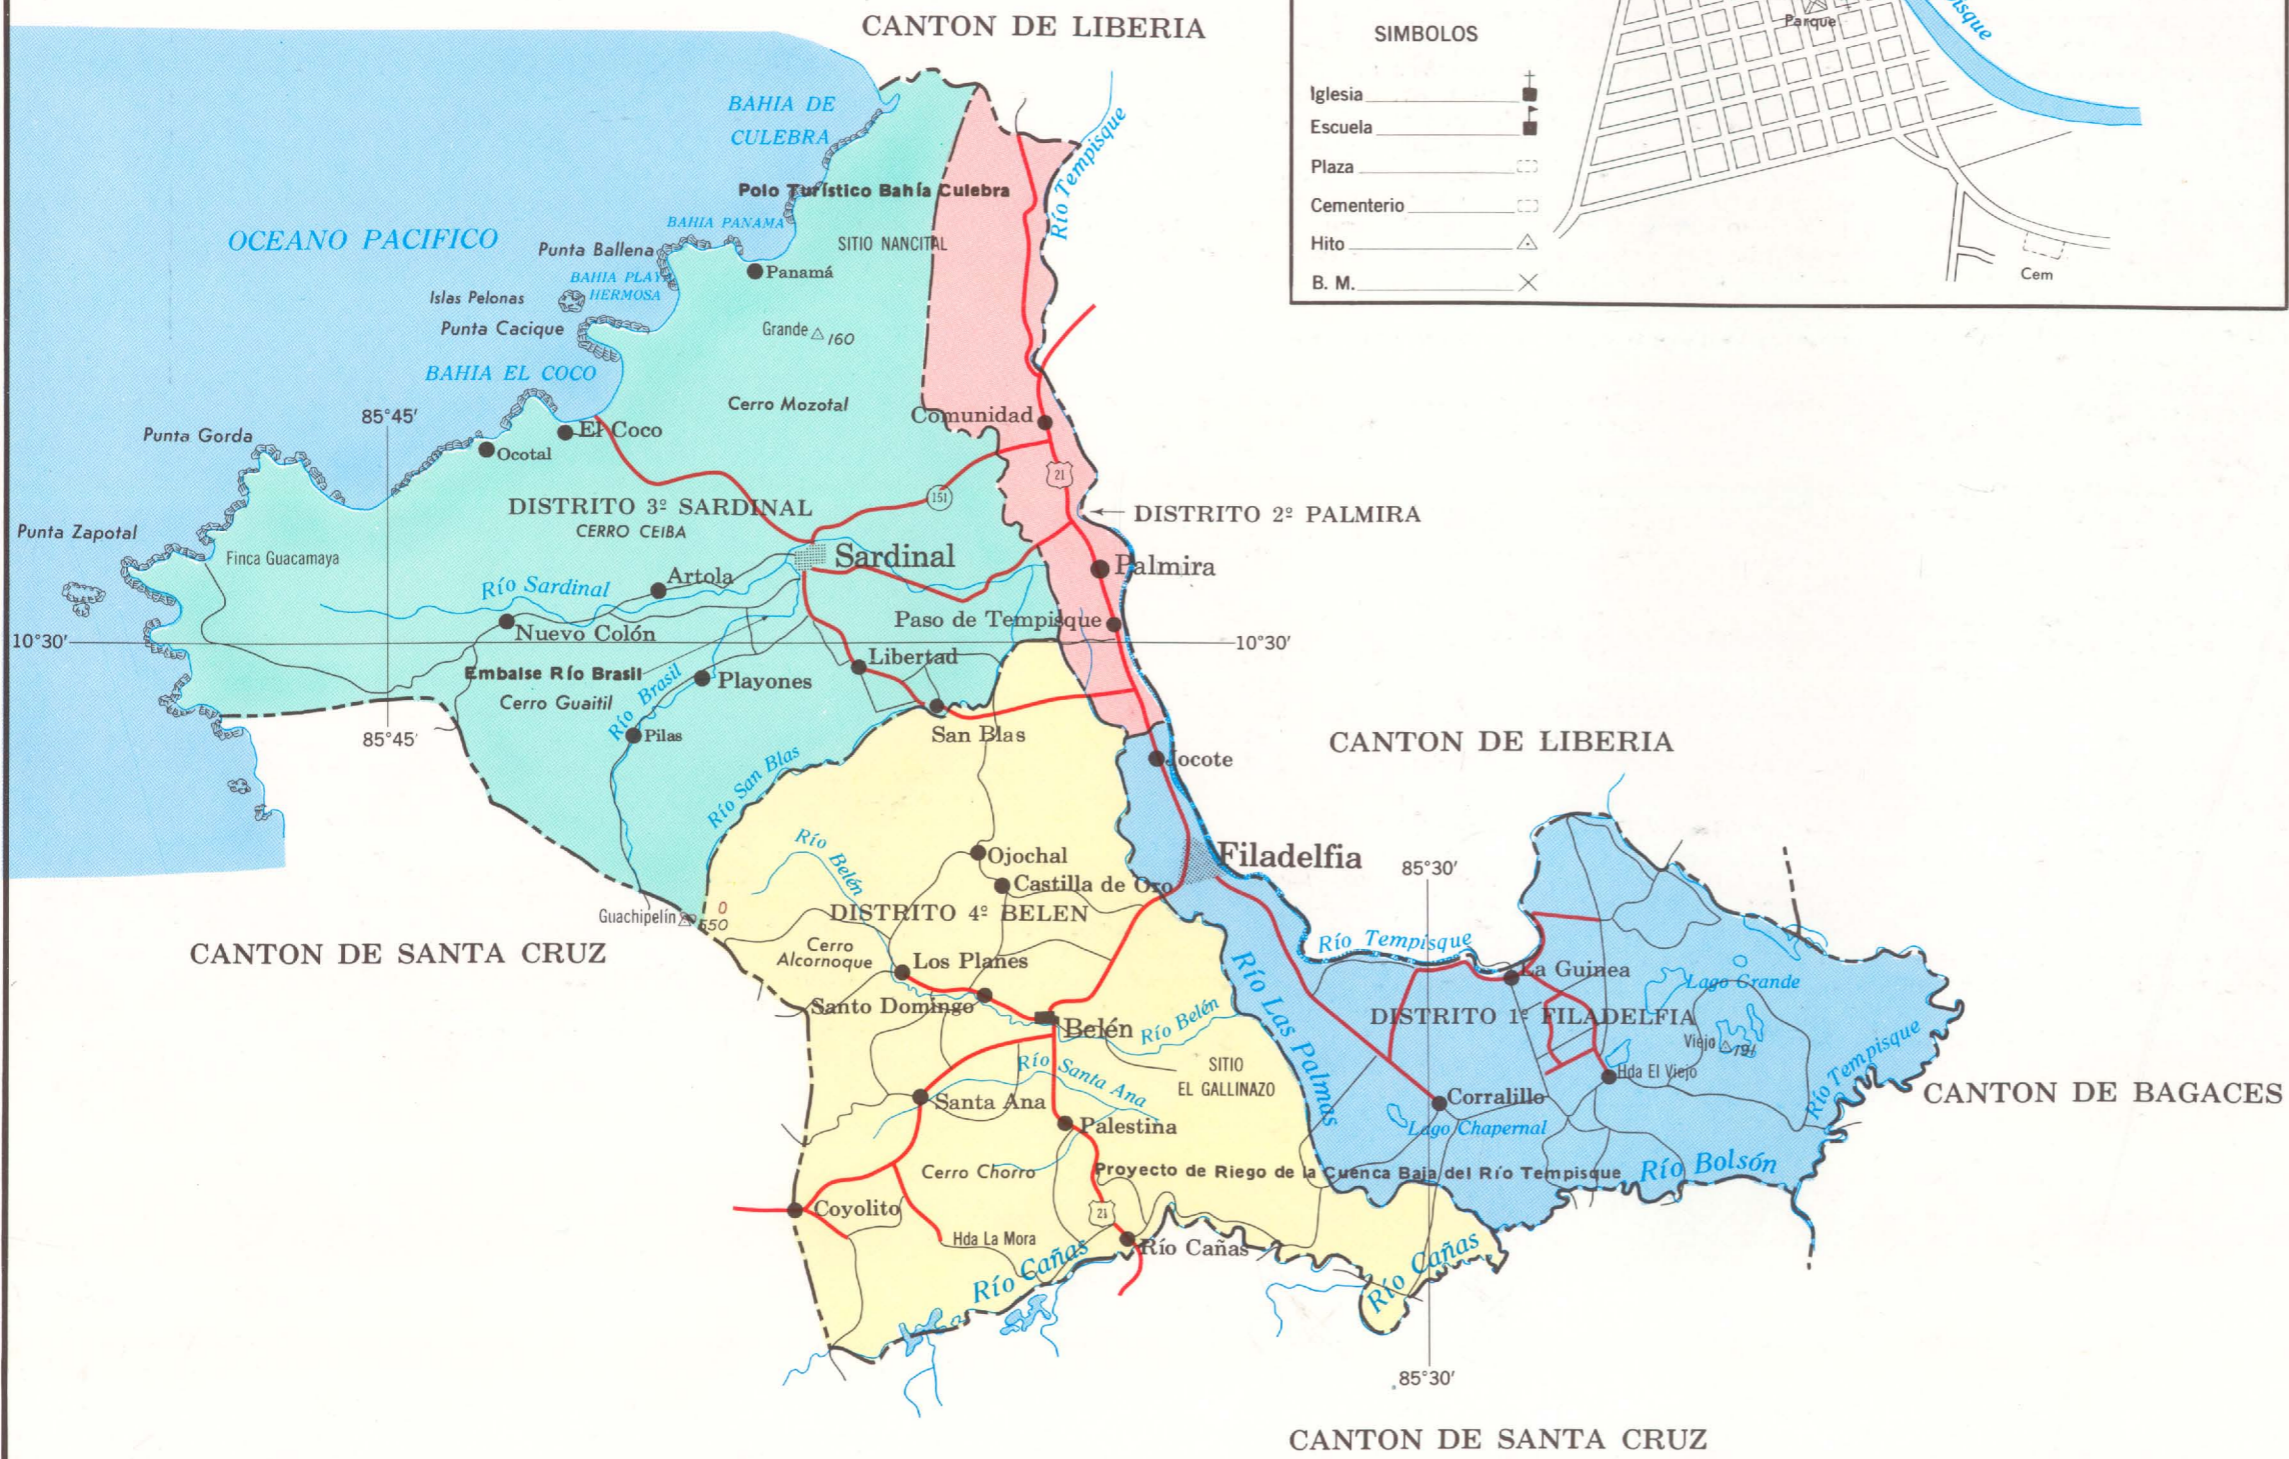 CANTON DE LIBERIA
SIMBOLOS
Iglesia
Escuela
Plaza
Cementerio
Hito
B. M.
Parque
Cem
BAHIA DE
CULEBRA
Río Tempisque
Polo Turístico Bahía Culebra
BAHIA PANAMA
OCEANO PACIFICO
SITIO NANCITAL
Punta Ballena
Panamá
BAHIA PLAY
HERMOSA
Islas Pelonas
Punta Cacique
Grande 160
BAHIA EL COCO
Cerro Mozotal
85°45'
Comunidad
El Coco
Punta Gorda
Ocotal
21
151
DISTRITO 3º SARDINAL
CERRO CEIBA
DISTRITO 2º PALMIRA
Punta Zapotal
Finca Guacamaya
Sardinal
Palmira
Artola
Río Sardinal
Paso de Tempisque
Nuevo Colón
10°30'
10°30'
Libertad
Embalse Río Brasil
Río Brasil
Playones
Cerro Guaitil
85°45'
Pilas
San Blas
CANTON DE LIBERIA
Jocote
Río San Blas
Río Belén
Ojochal
Filadelfia
85°30'
Castilla de Oro
Guachipelín 550
0
DISTRITO 4º BELEN
CANTON DE SANTA CRUZ
Cerro
Alcornoque
Los Planes
Río Tempisque
La Guinea
Lago Grande
Santo Domingo
Río Las Palmas
DISTRITO 1º FILADELFIA
Belén
Río Belén
Viejo 191
SITIO
EL GALLINAZO
Río Santa Ana
Hda El Viejo
Río Tempisque
CANTON DE BAGACES
Santa Ana
Corralillo
Palestina
Lago Chapernal
Cerro Chorro
Proyecto de Riego de la Cuenca Baja del Río Tempisque
Río Bolsón
Coyolito
21
Hda La Mora
Río Cañas
Río Cañas
Río Cañas
85°30'
CANTON DE SANTA CRUZ